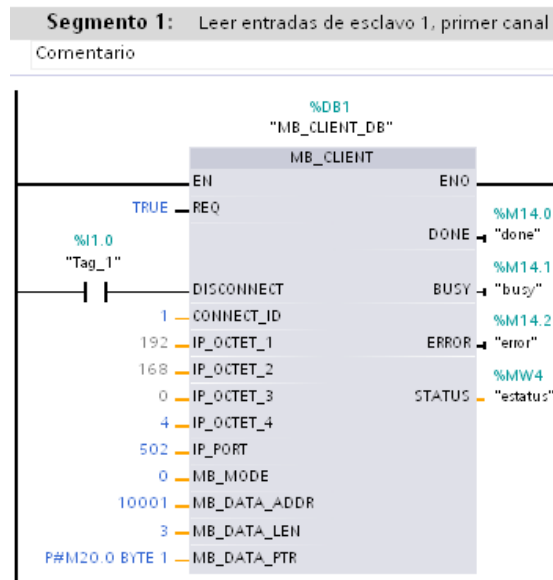 Segmento 1: Leer entradas de esclavo 1, primer canal
Comentario
%DB1
"MB_CLIENT_DB"
MB_CLIENT
EN ENO
TRUE REQ
%M14.0
DONE "done"
%I1.0
"Tag_1"
%M14.1
DISCONNECT BUSY "busy"
1 CONNECT_ID
%M14.2
192 IP_OCTET_1 ERROR "error"
168 IP_OCTET_2
%MW4
0 IP_OCTET_3 STATUS "estatus"
4 IP_OCTET_4
502 IP_PORT
0 MB_MODE
10001 MB_DATA_ADDR
3 MB_DATA_LEN
P#M20.0 BYTE 1 MB_DATA_PTR